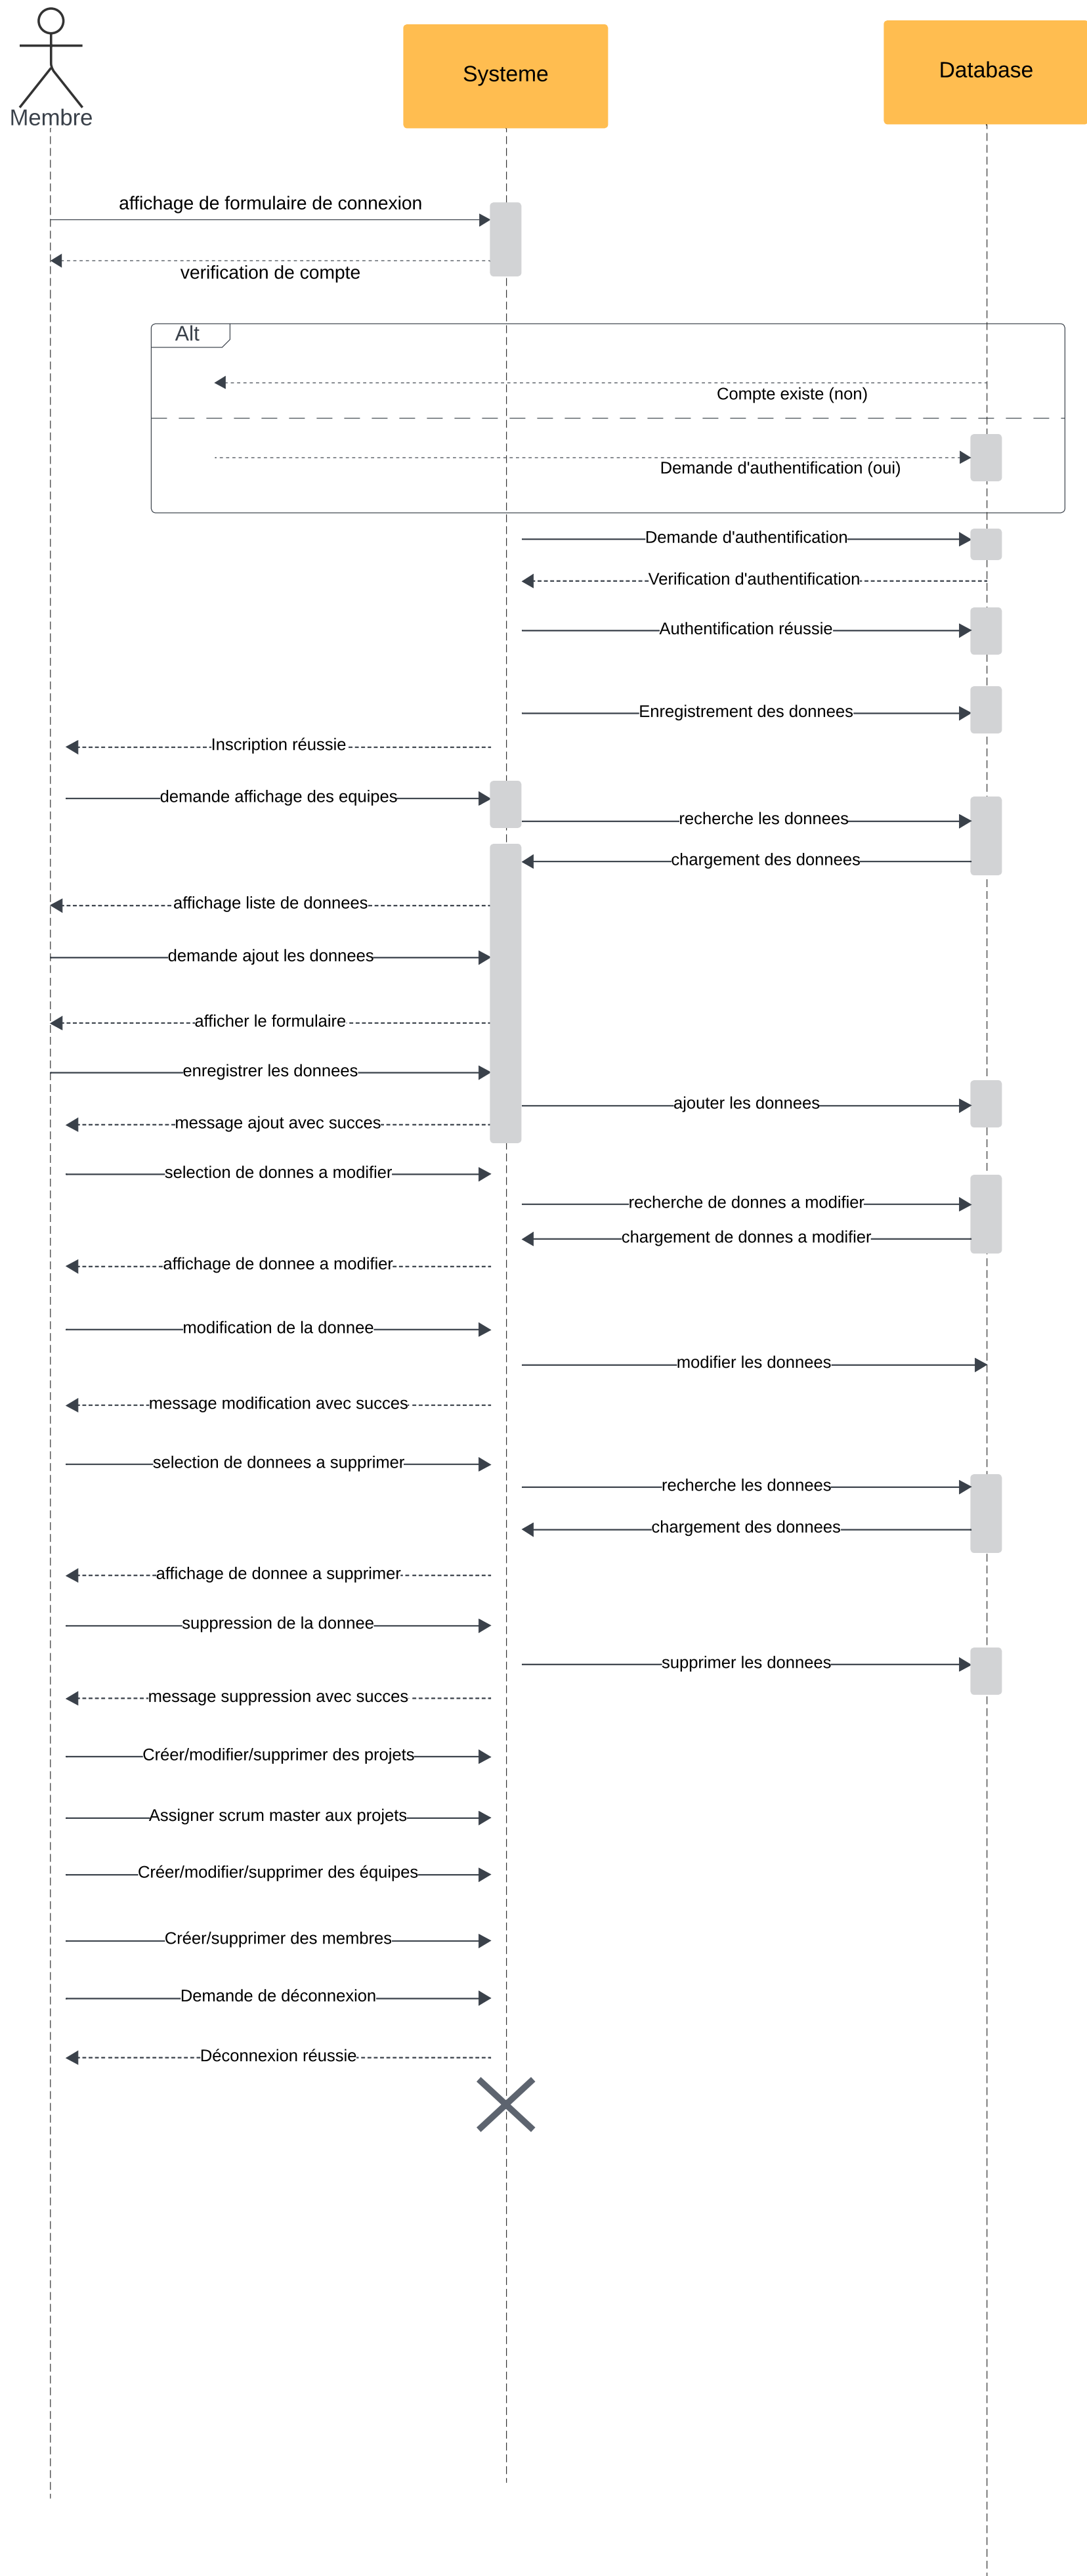 Membre
Systeme
Database
affichage de formulaire de connexion
verification de compte
Alt
Compte existe (non)
Demande d'authentification (oui)
Demande d'authentification
Verification d'authentification
Authentification réussie
Enregistrement des donnees
Inscription réussie
demande affichage des equipes
recherche les donnees
chargement des donnees
affichage liste de donnees
demande ajout les donnees
afficher le formulaire
enregistrer les donnees
ajouter les donnees
message ajout avec succes
selection de donnes a modifier
recherche de donnes a modifier
chargement de donnes a modifier
affichage de donnee a modifier
modification de la donnee
modifier les donnees
message modification avec succes
selection de donnees a supprimer
recherche les donnees
chargement des donnees
affichage de donnee a supprimer
suppression de la donnee
supprimer les donnees
message suppression avec succes
Créer/modifier/supprimer des projets
Assigner scrum master aux projets
Créer/modifier/supprimer des équipes
Créer/supprimer des membres
Demande de déconnexion
Déconnexion réussie